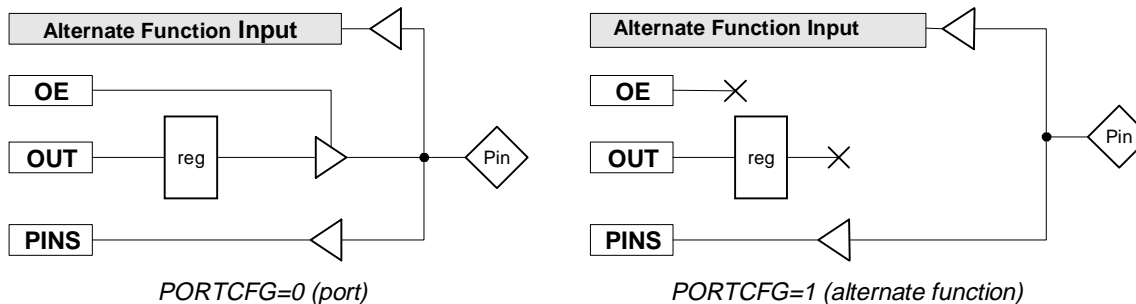 Alternate Function Input
OE
OUT
reg
Pin
PINS
PORTCFG=0 (port)
Alternate Function Input
OE
OUT
reg
Pin
PINS
PORTCFG=1 (alternate function)